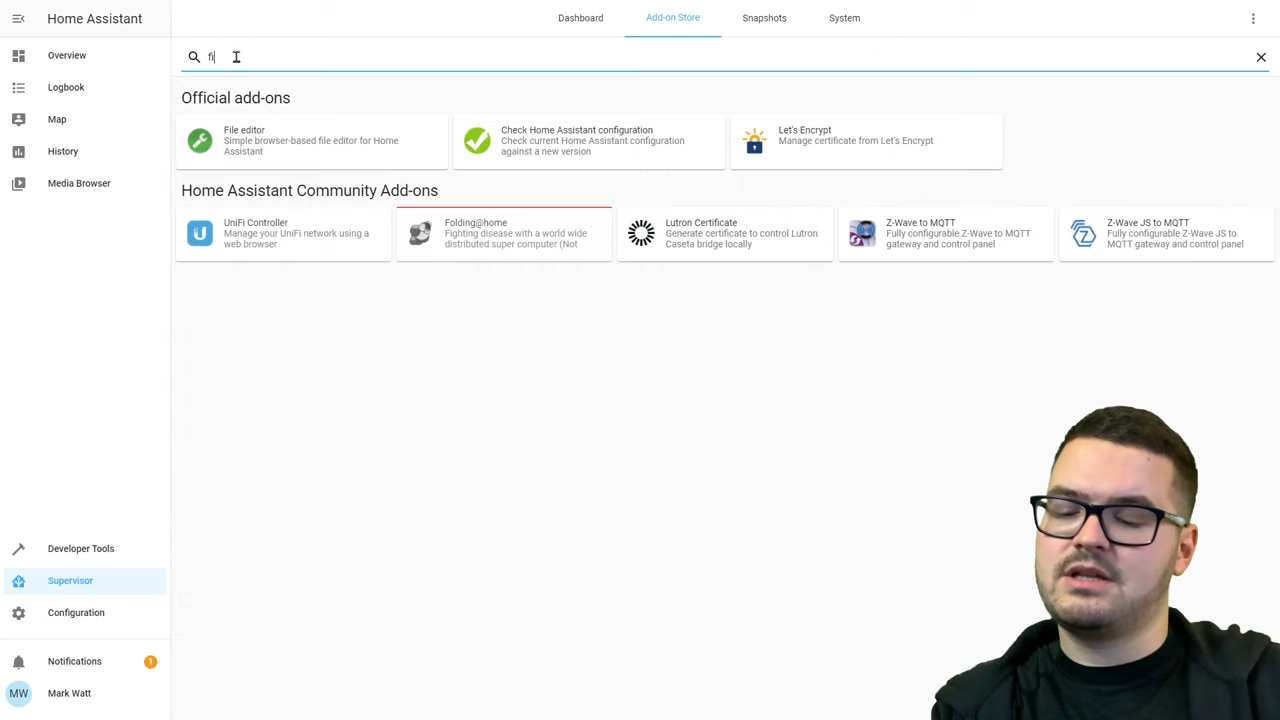 Home Assistant
Dashboard
Add-on Store
Snapshots
System
Overview
Logbook
Map
History
Media Browser
Developer Tools
Supervisor
Configuration
Notifications
1
MW
Mark Watt
fi
Official add-ons
File editor
Simple browser-based file editor for Home
Assistant
Check Home Assistant configuration
Check current Home Assistant configuration
against a new version
Let's Encrypt
Manage certificate from Let's Encrypt
Home Assistant Community Add-ons
UniFi Controller
Manage your UniFi network using a
web browser
Folding@home
Fighting disease with a world wide
distributed super computer (Not
Lutron Certificate
Generate certificate to control Lutron
Caseta bridge locally
Z-Wave to MQTT
Fully configurable Z-Wave to MQTT
gateway and control panel
Z-Wave JS to MQTT
Fully configurable Z-Wave JS to
MQTT gateway and control panel